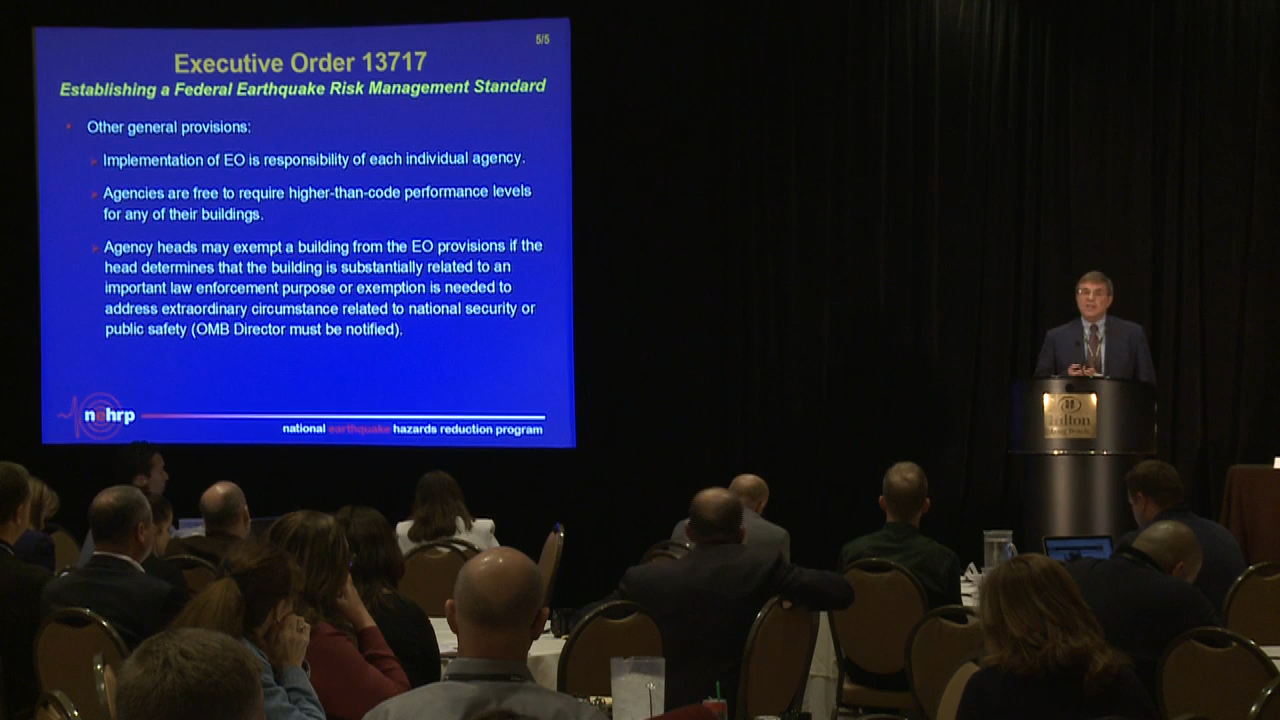 5/5
Executive Order 13717
Establishing a Federal Earthquake Risk Management Standard
Other general provisions:
Implementation of EO is responsibility of each individual agency.
Agencies are free to require higher-than-code performance levels
for any of their buildings.
Agency heads may exempt a building from the EO provisions if the
head determines that the building is substantially related to an
important law enforcement purpose or exemption is needed to
address extraordinary circumstance related to national security or
public safety (OMB Director must be notified).
nehrp
national earthquake hazards reduction program
Hilton